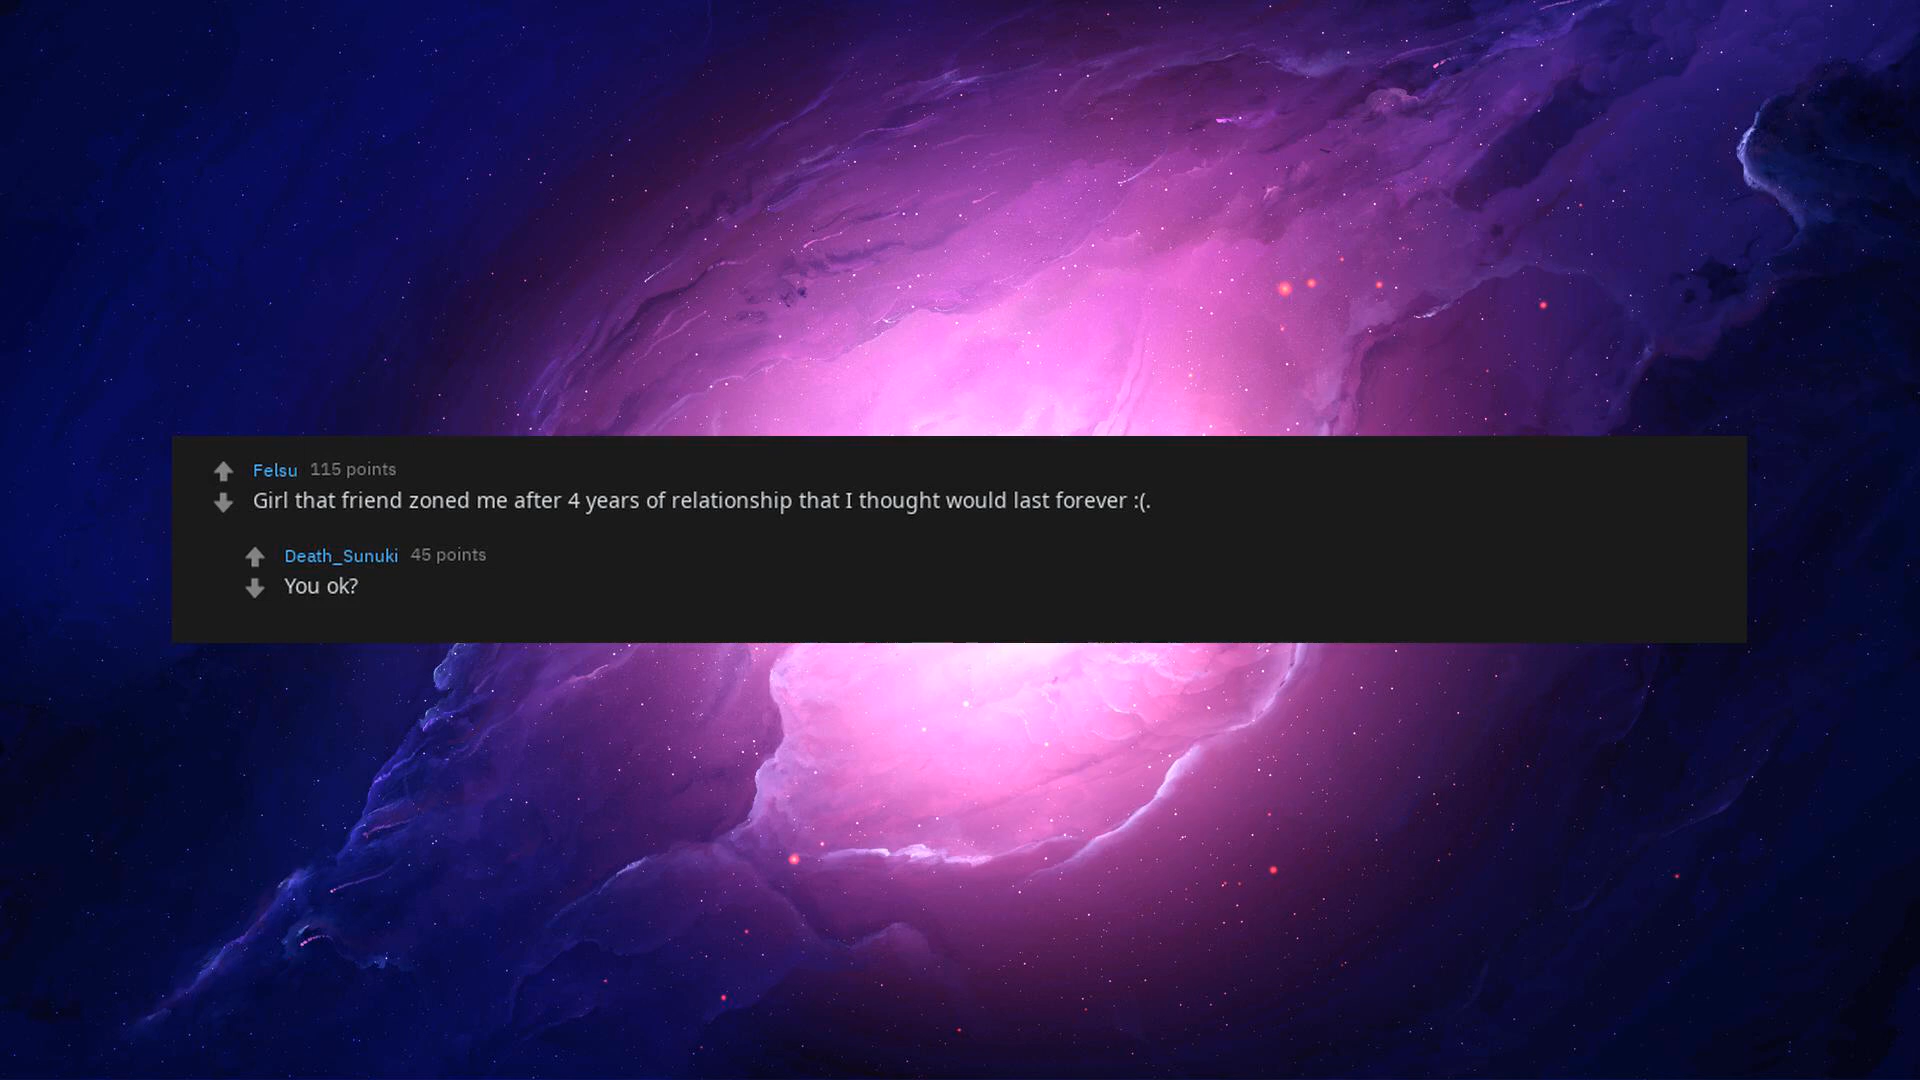 Felsu 115 points
Girl that friend zoned me after 4 years of relationship that I thought would last forever :(.
Death_Sunuki 45 points
You ok?